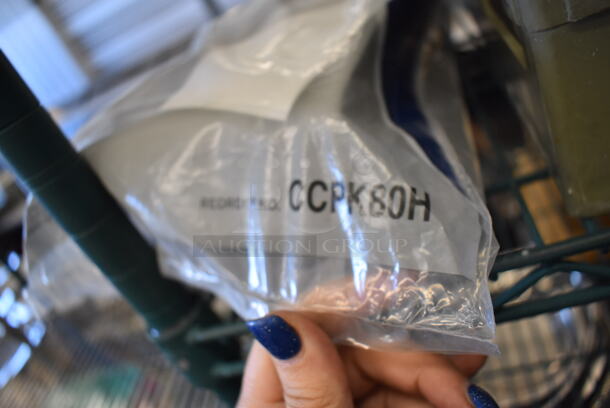 REORDER NO. CCPK80H
AUCTION GROUP